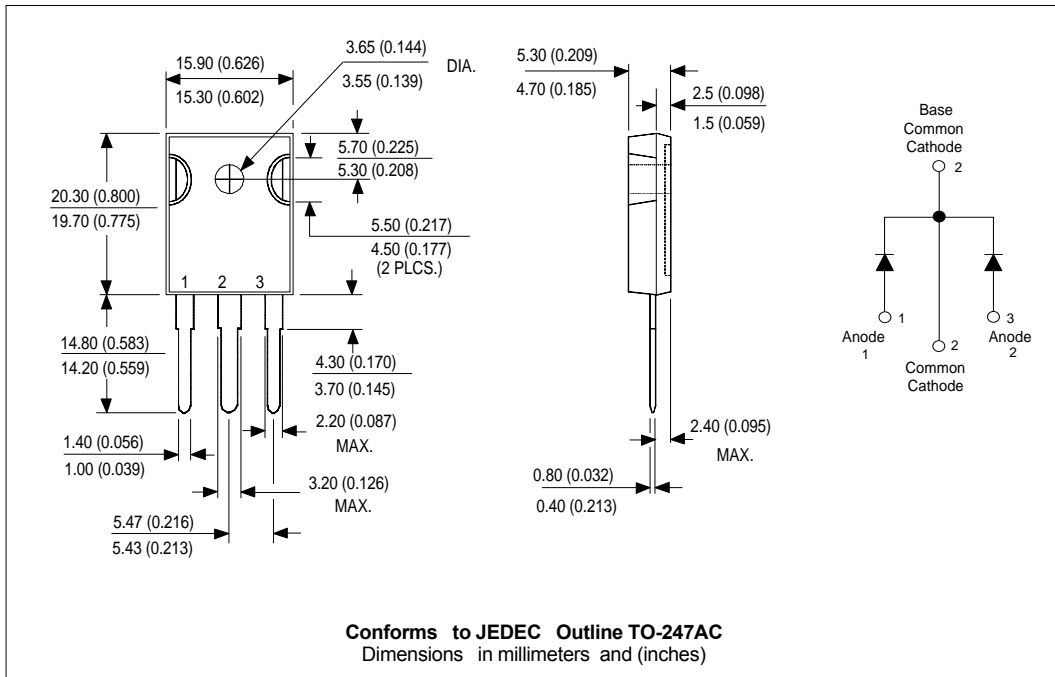 3.65 (0.144)
3.55 (0.139)
DIA.
15.90 (0.626)
15.30 (0.602)
5.70 (0.225)
5.30 (0.208)
20.30 (0.800)
19.70 (0.775)
5.50 (0.217)
4.50 (0.177)
(2 PLCS.)
1 2 3
14.80 (0.583)
14.20 (0.559)
4.30 (0.170)
3.70 (0.145)
2.20 (0.087)
MAX.
1.40 (0.056)
1.00 (0.039)
3.20 (0.126)
MAX.
5.47 (0.216)
5.43 (0.213)
5.30 (0.209)
4.70 (0.185)
2.5 (0.098)
1.5 (0.059)
2.40 (0.095)
MAX.
0.80 (0.032)
0.40 (0.213)
Base
Common
Cathode
2
1
Anode
1
2
Common
Cathode
3
Anode
2
Conforms to JEDEC Outline TO-247AC
Dimensions in millimeters and (inches)